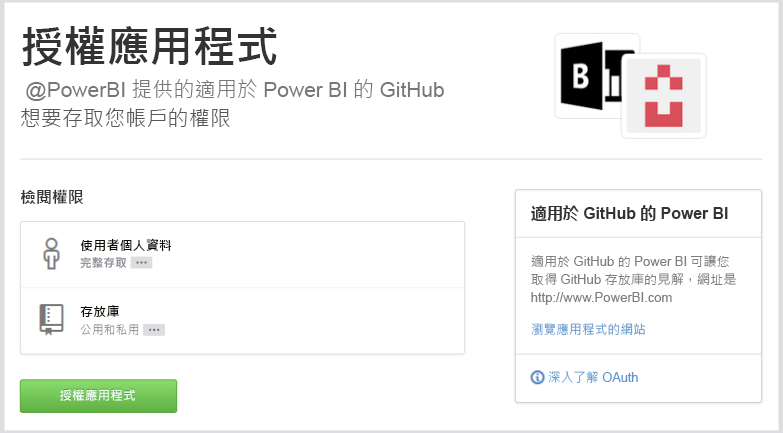 授權應用程式
@PowerBI 提供的適用於 Power BI 的 GitHub
想要存取您帳戶的權限
B
檢閱權限
使用者個人資料
完整存取 ...
存放庫
公用和私用 ...
授權應用程式
適用於 GitHub 的 Power BI
適用於 GitHub 的 Power BI 可讓您
取得 GitHub 存放庫的見解，網址是
http://www.PowerBI.com
瀏覽應用程式的網站
深入了解 OAuth